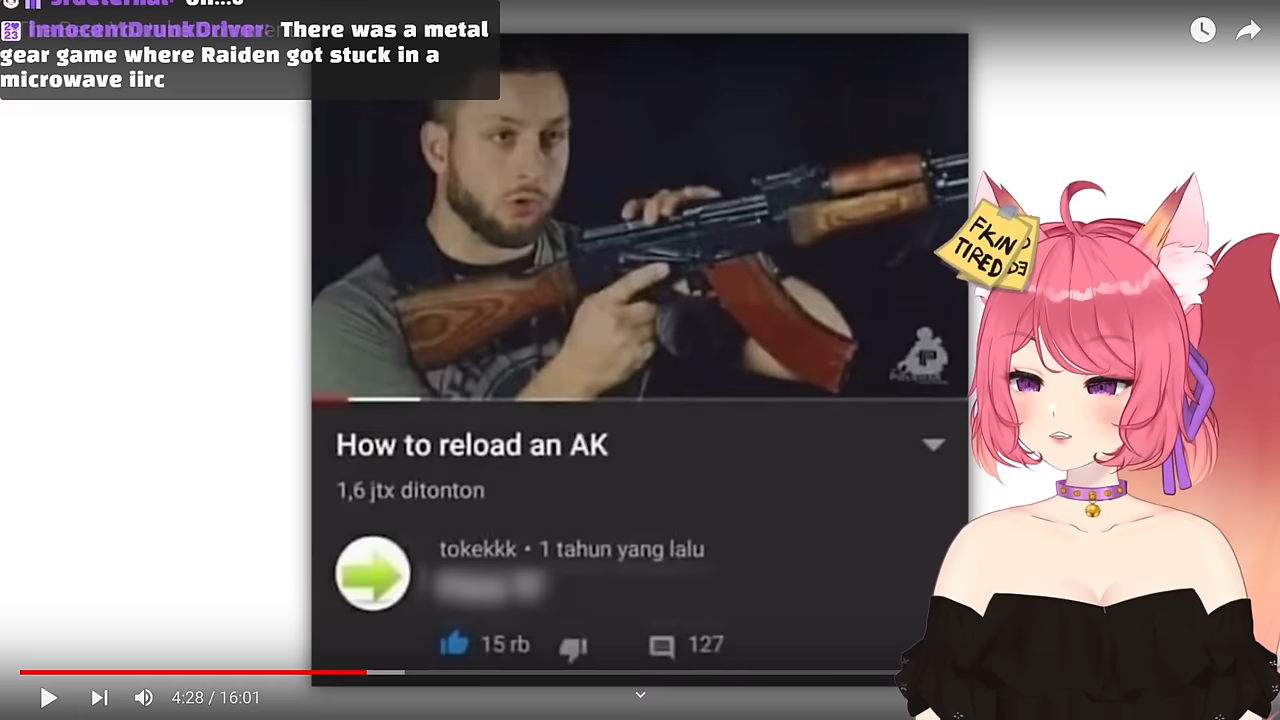 InnocentDrunkDriver: There was a metal
gear game where Raiden got stuck in a
microwave iirc
FKIN
TIRED
How to reload an AK
1,6 jtx ditonton
tokekkk • 1 tahun yang lalu
15 rb
127
4:28 / 16:01